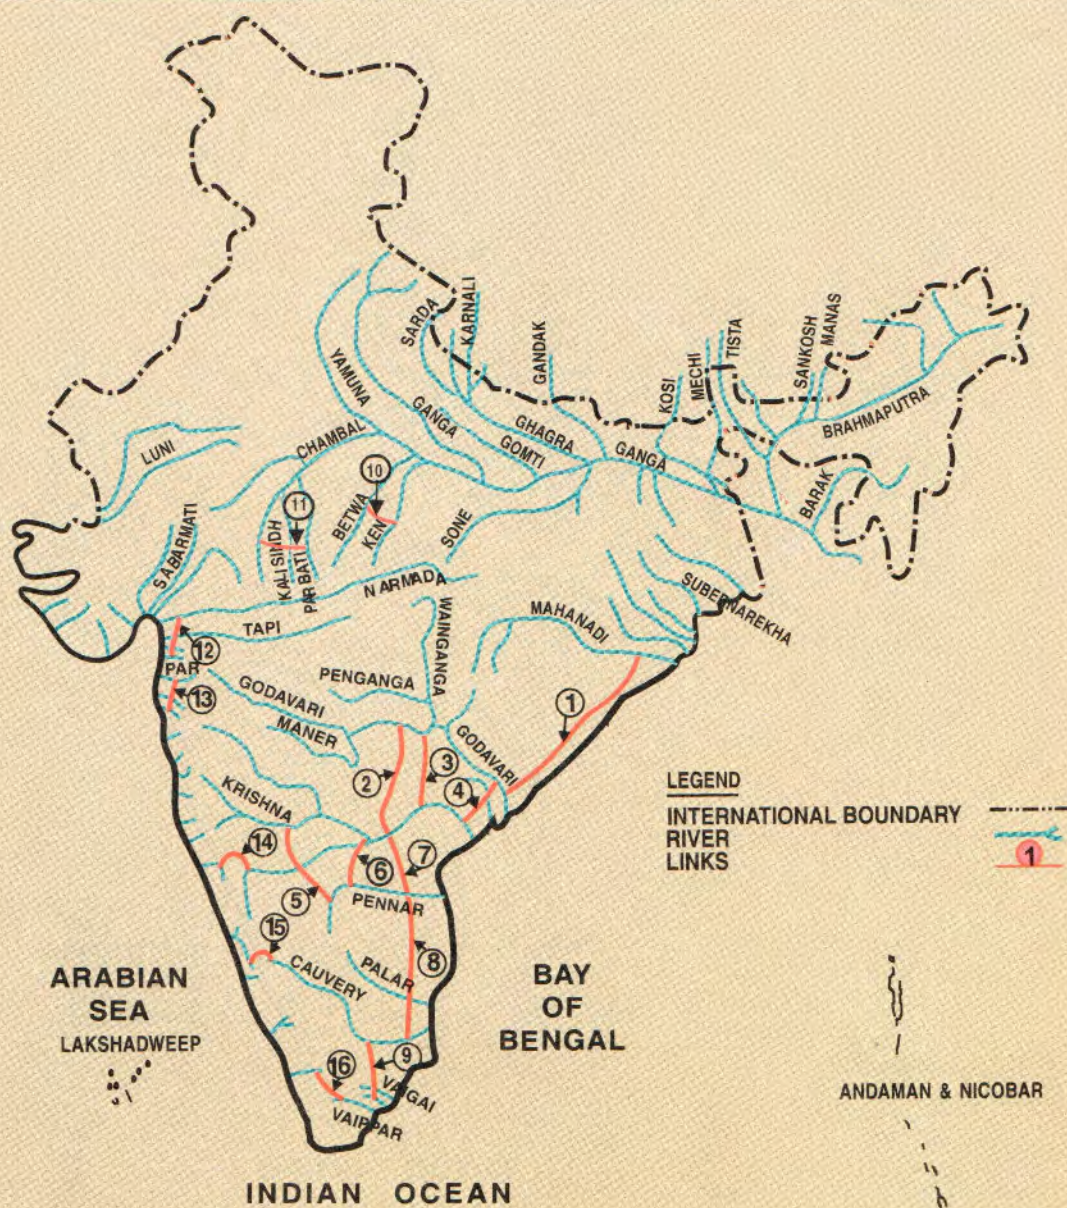 SARDA
KARNALI
GANDAK
KOSI
MECHI
TISTA
SANKOSH
MANAS
BRAHMAPUTRA
YAMUNA
GANGA
GHAGRA
GOMTI
GANGA
BARAK
LUNI
CHAMBAL
10
11
BETWA
KEN
SONE
SABARMATI
KALISINDH
PARBATI
NARMADA
SUBERNAREKHA
TAPI
WAINGANGA
MAHANADI
12
PAR
13
PENGANGA
GODAVARI
MANER
1
GODAVARI
2
3
4
KRISHNA
LEGEND
INTERNATIONAL BOUNDARY
RIVER
LINKS
1
14
6
7
5
PENNAR
15
8
CAUVERY
PALAR
ARABIAN
SEA
LAKSHADWEEP
BAY
OF
BENGAL
9
16
VAIGAI
VAIPPAR
ANDAMAN & NICOBAR
INDIAN OCEAN